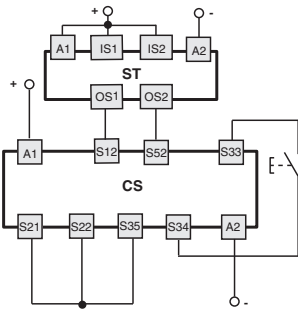 + -
A1 IS1 IS2 A2
ST
OS1 OS2
+
A1 S12 S52 S33
CS
S21 S22 S35 S34 A2
-